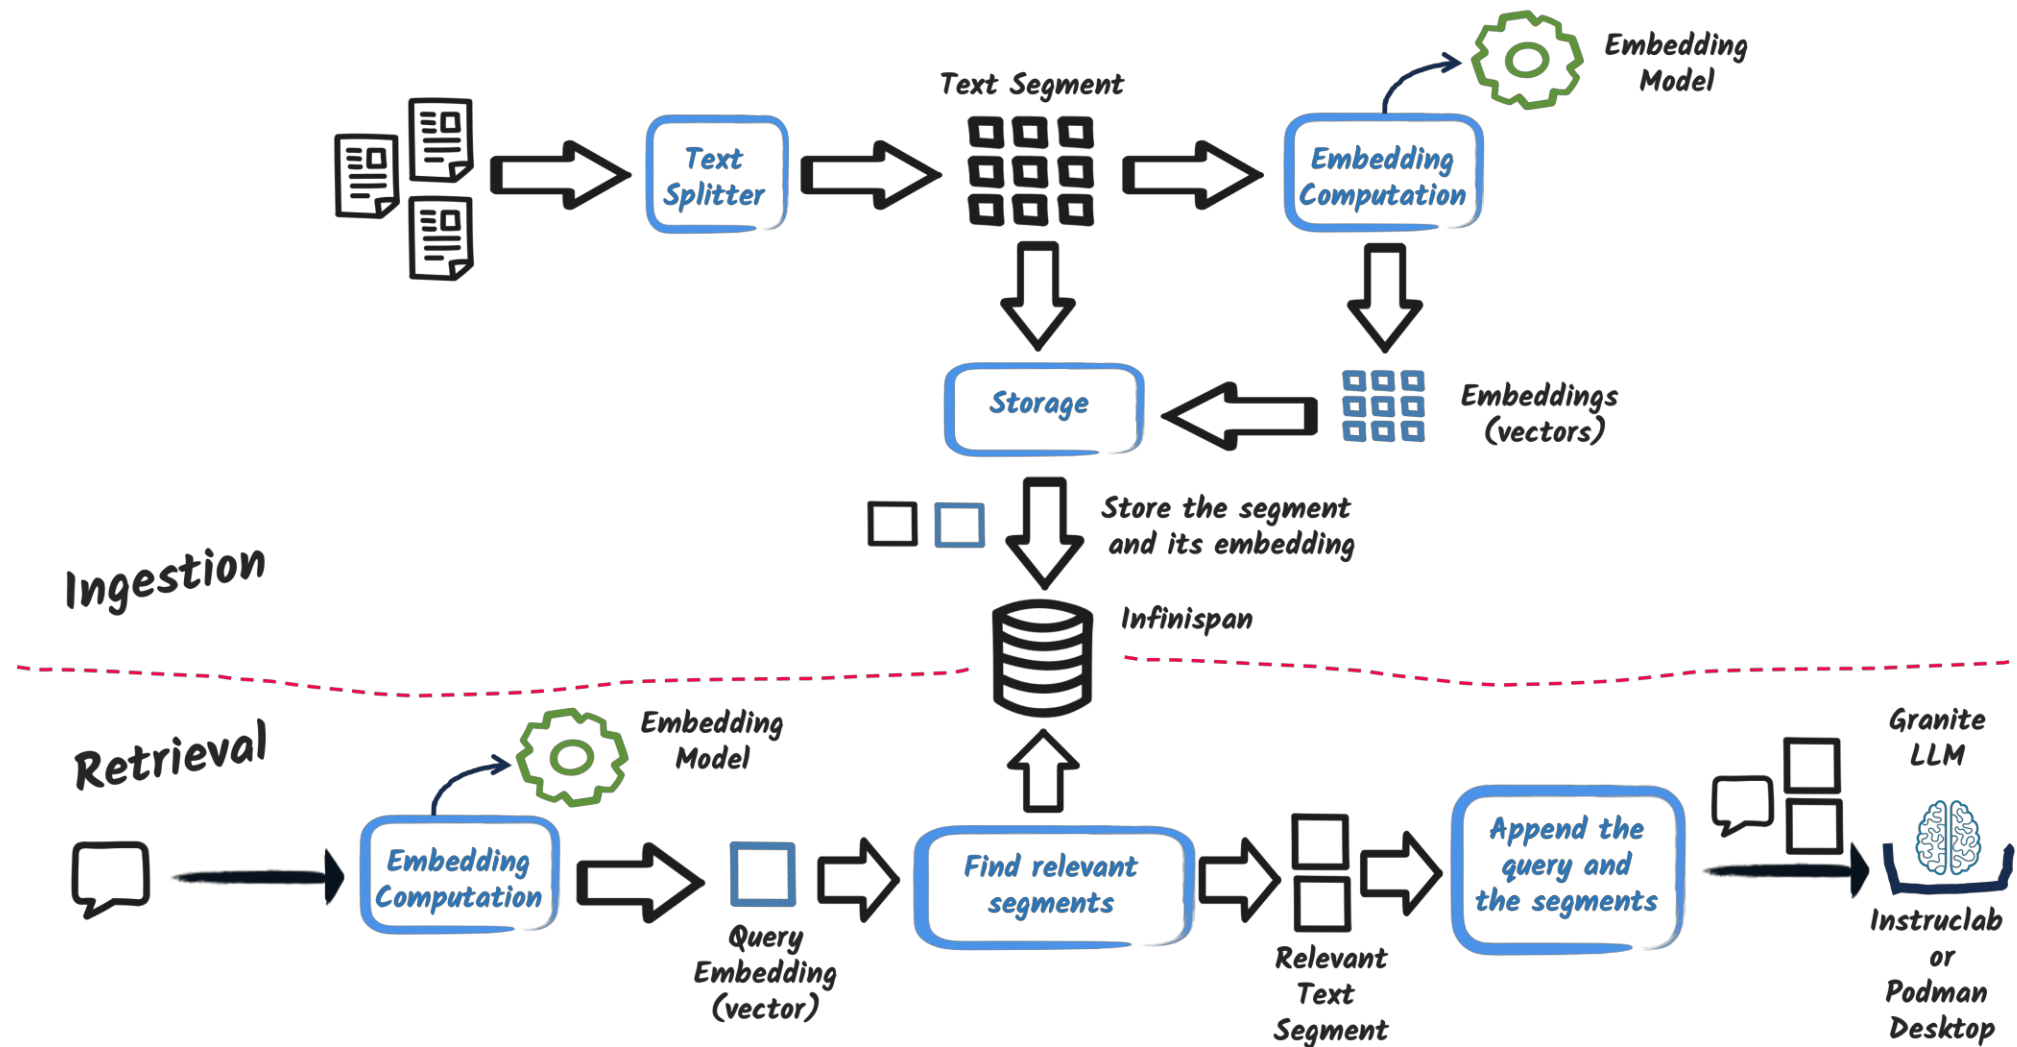 Embedding
Model
Text Segment
Text
Splitter
Embedding
Computation
Storage
Embeddings
(vectors)
Store the segment
and its embedding
Ingestion
Infinispan
Retrieval
Embedding
Model
Granite
LLM
Embedding
Computation
Find relevant
segments
Append the
query and
the segments
Query
Embedding
(vector)
Relevant
Text
Segment
Instruclab
or
Podman
Desktop